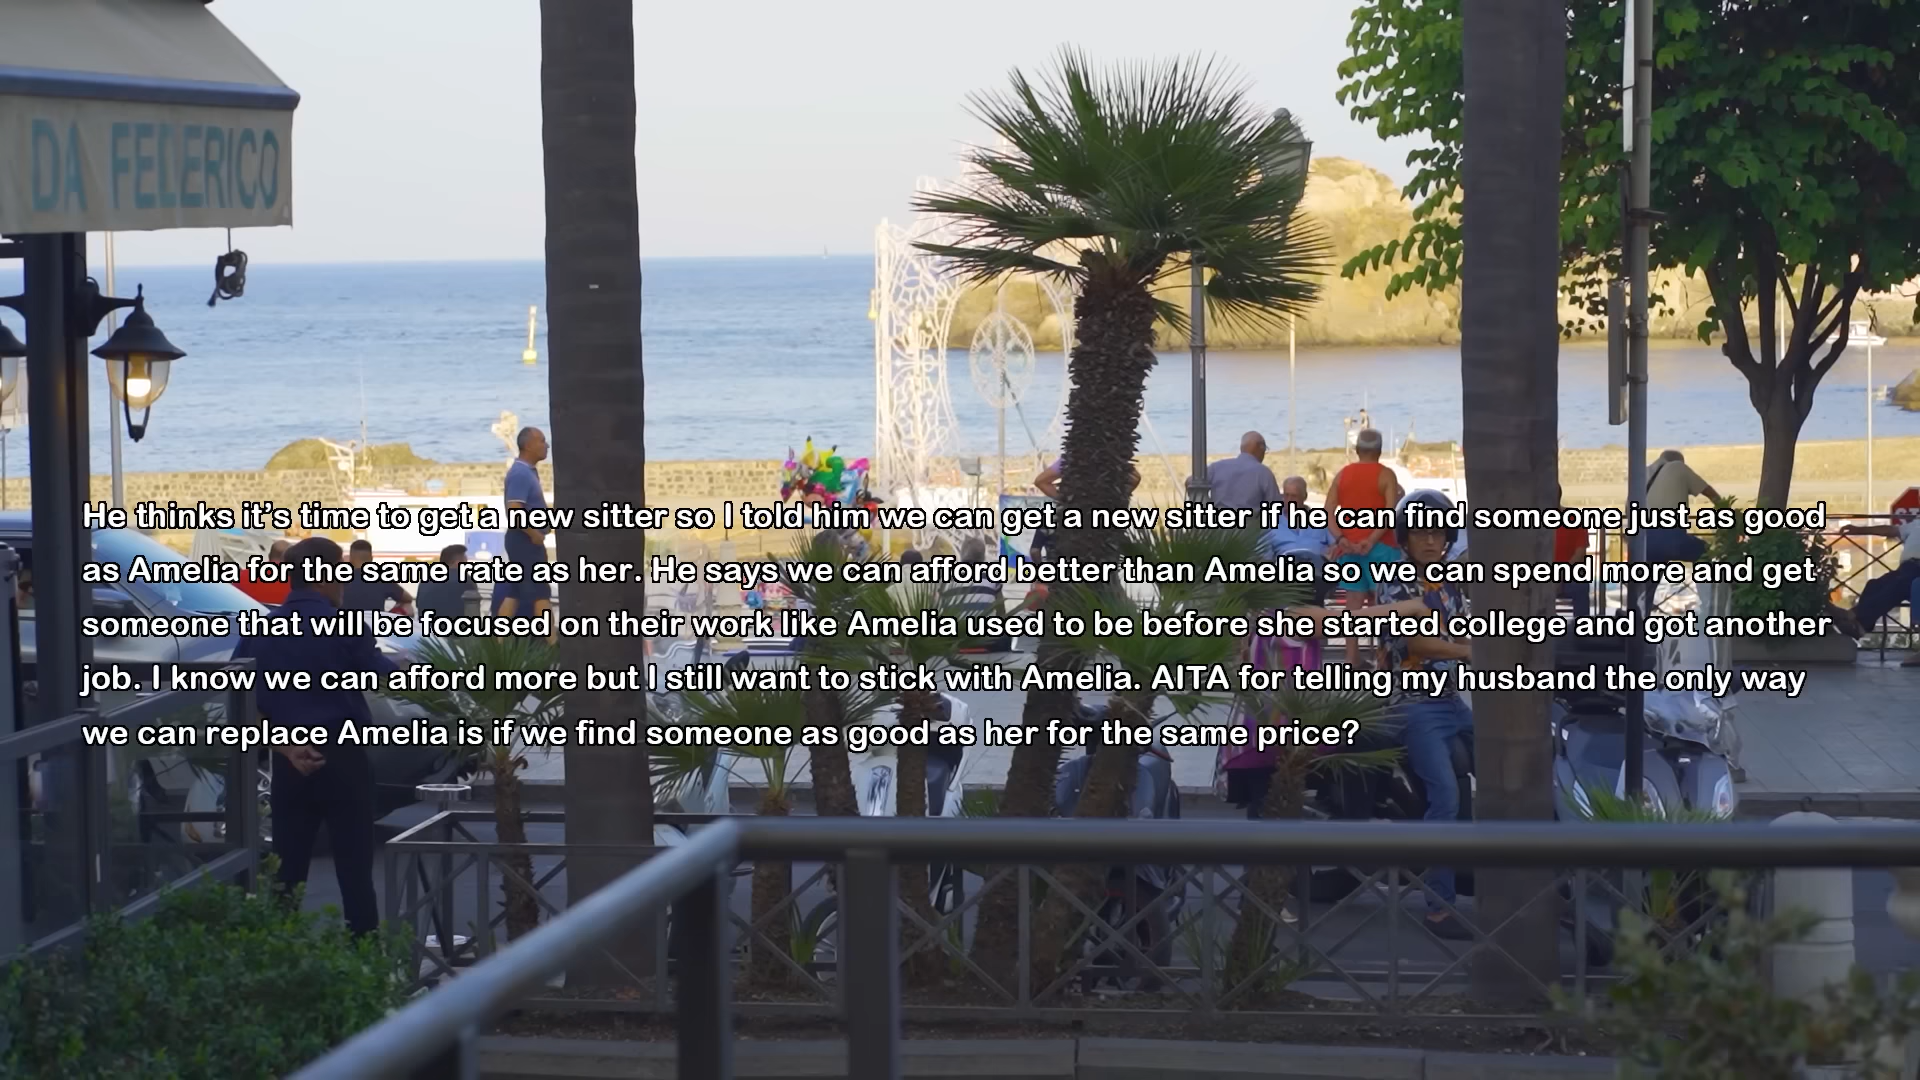 DA FEDERICO
He thinks it's time to get a new sitter so I told him we can get a new sitter if he can find someone just as good
as Amelia for the same rate as her. He says we can afford better than Amelia so we can spend more and get
someone that will be focused on their work like Amelia used to be before she started college and got another
job. I know we can afford more but I still want to stick with Amelia. AITA for telling my husband the only way
we can replace Amelia is if we find someone as good as her for the same price?